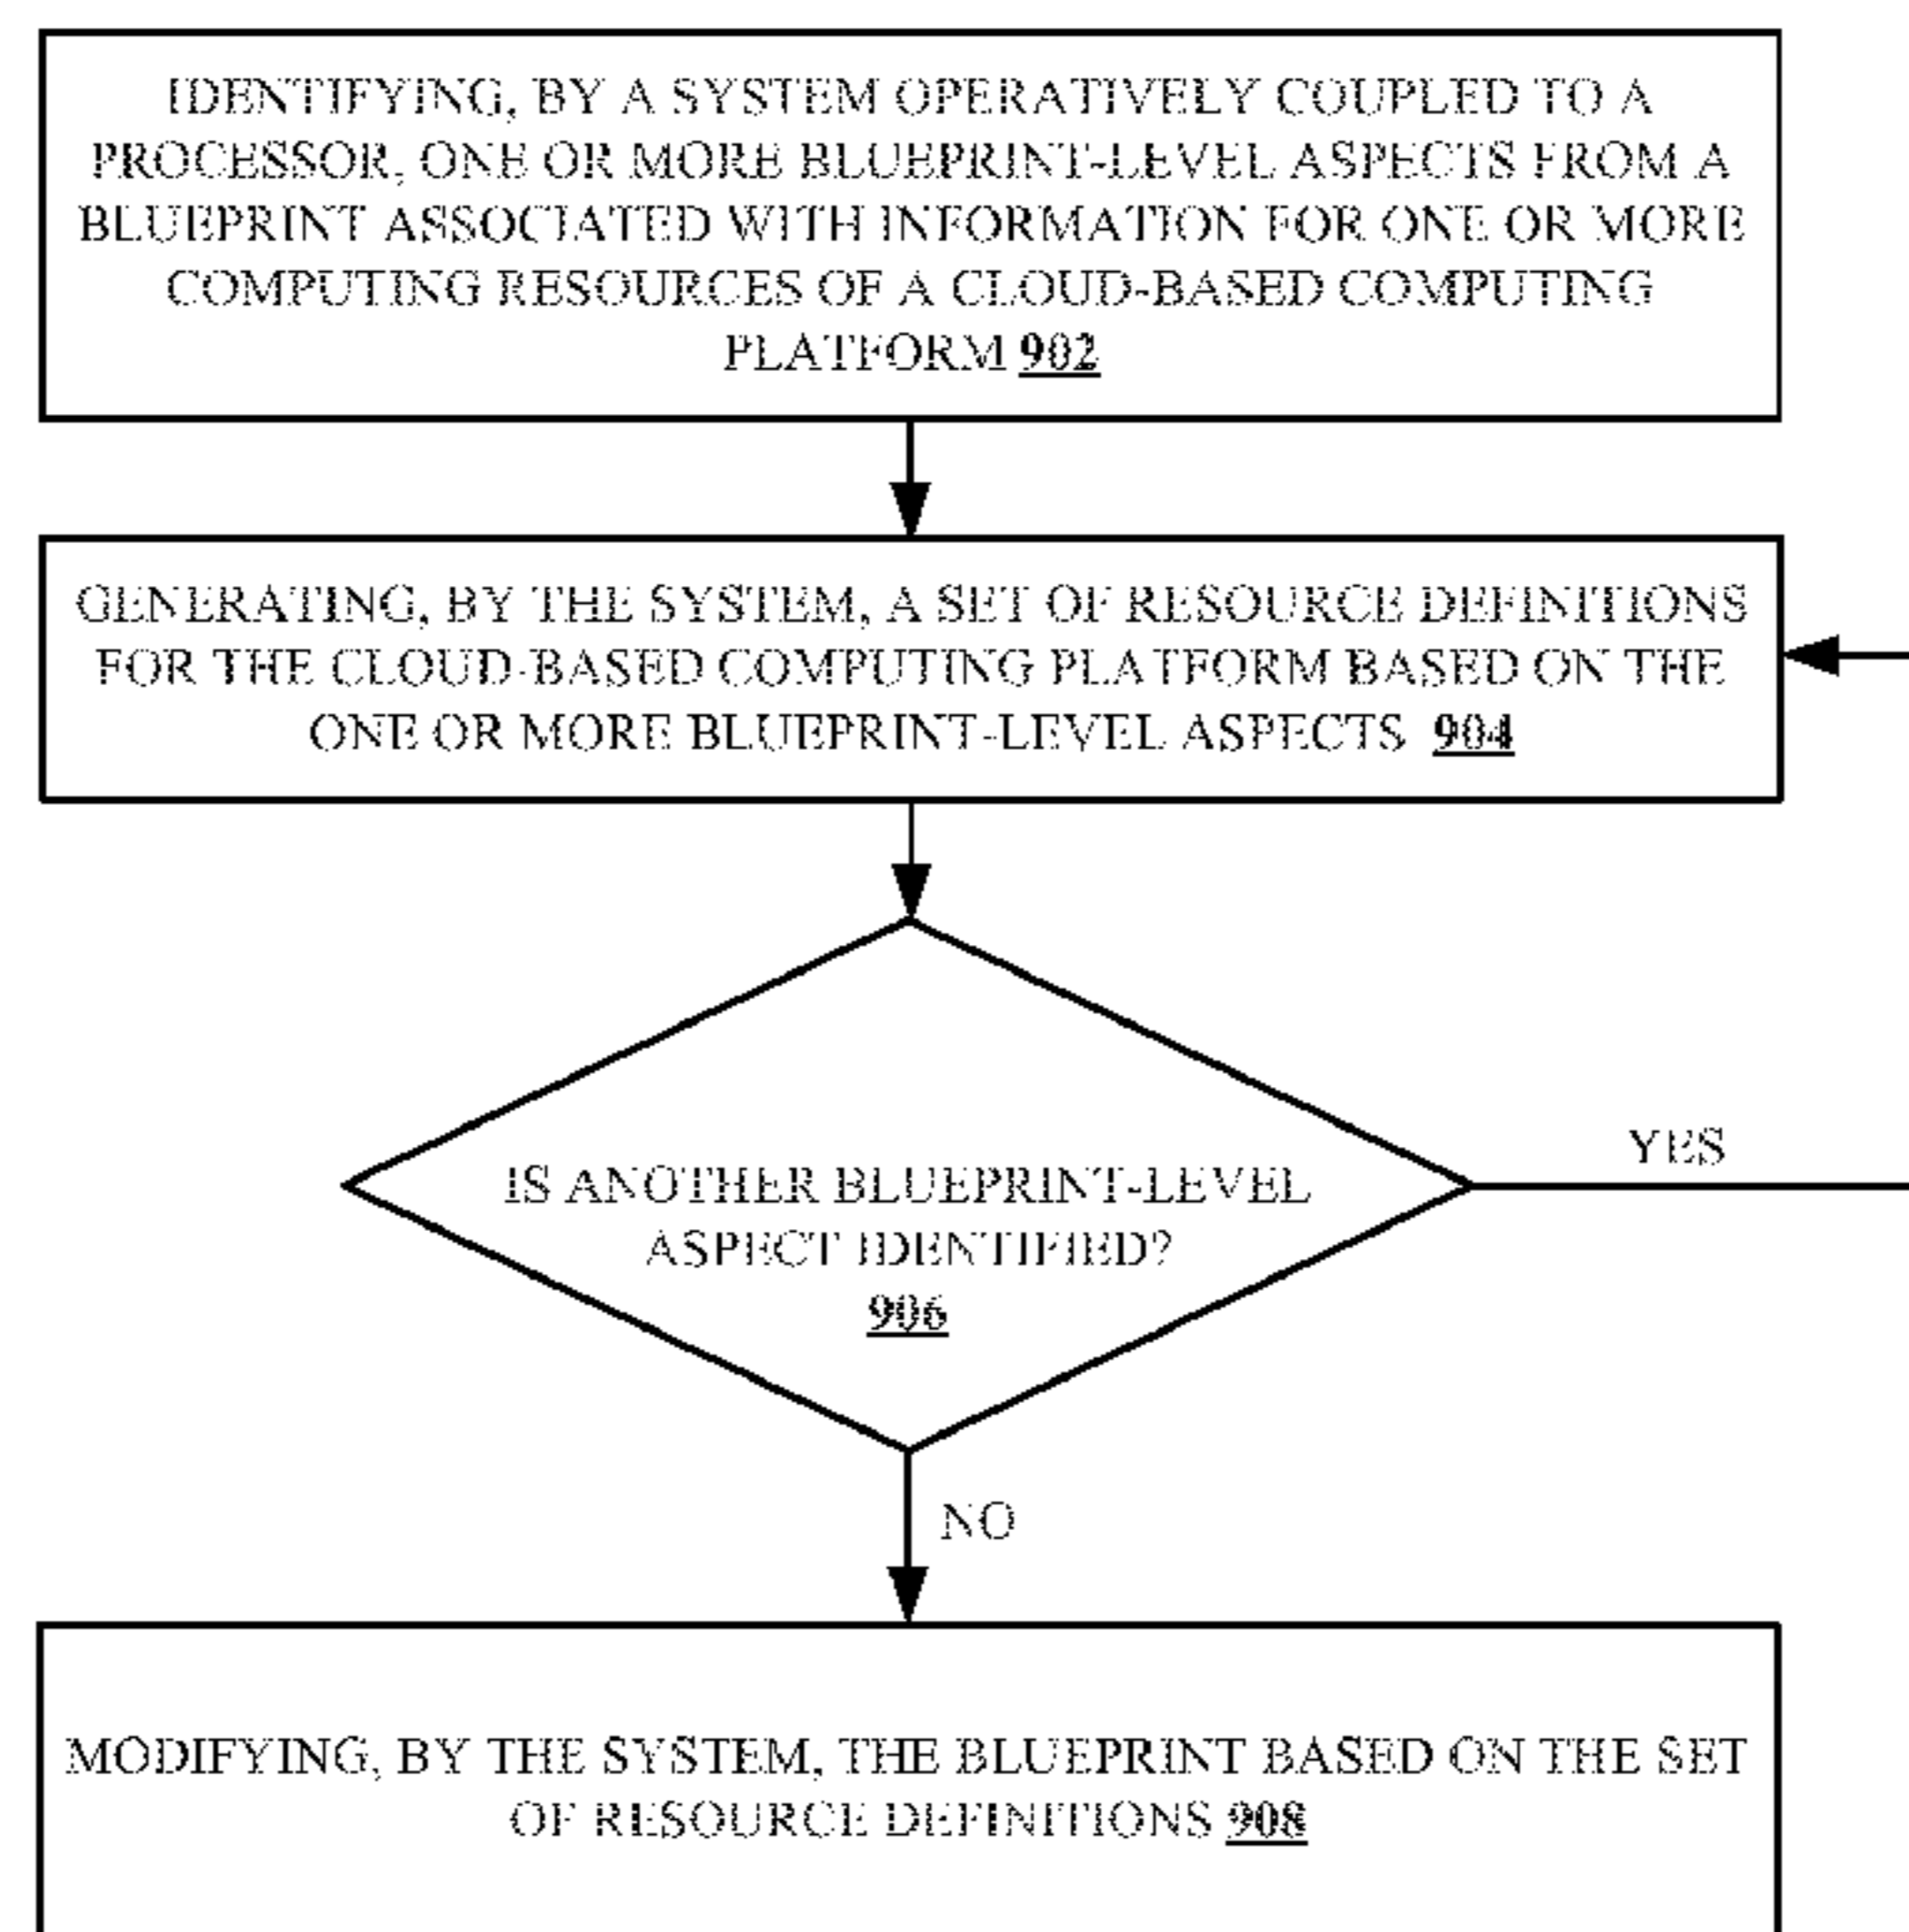 IDENTIFYING, BY A SYSTEM OPERATIVELY COUPLED TO A
PROCESSOR, ONE OR MORE BLUEPRINT-LEVEL ASPECTS FROM A
BLUEPRINT ASSOCIATED WITH INFORMATION FOR ONE OR MORE
COMPUTING RESOURCES OF A CLOUD-BASED COMPUTING
PLATFORM 902
GENERATING, BY THE SYSTEM, A SET OF RESOURCE DEFINITIONS
FOR THE CLOUD-BASED COMPUTING PLATFORM BASED ON THE
ONE OR MORE BLUEPRINT-LEVEL ASPECTS 904
IS ANOTHER BLUEPRINT-LEVEL
ASPECT IDENTIFIED?
906
YES
NO
MODIFYING, BY THE SYSTEM, THE BLUEPRINT BASED ON THE SET
OF RESOURCE DEFINITIONS 908